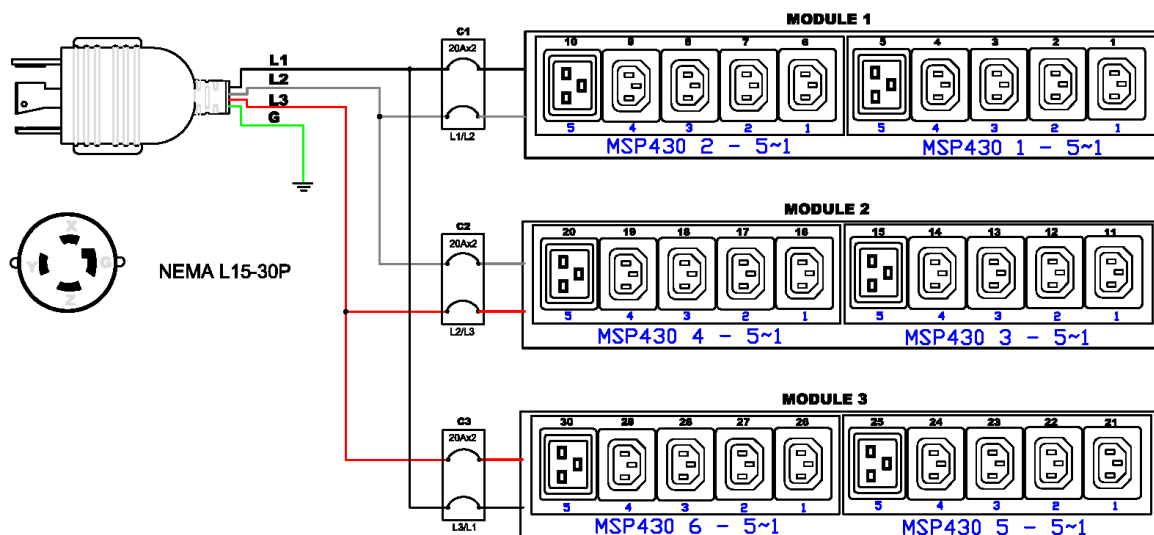 MODULE 1
C1
20Ax2
L1/L2
L1
L2
L3
G
10 9 8 7 6 5 4 3 2 1
5 4 3 2 1 5 4 3 2 1
MSP430 2 - 5~1 MSP430 1 - 5~1
MODULE 2
C2
20Ax2
L2/L3
20 19 18 17 16 15 14 13 12 11
5 4 3 2 1 5 4 3 2 1
MSP430 4 - 5~1 MSP430 3 - 5~1
X
Y
G
Z
NEMA L15-30P
MODULE 3
C3
20Ax2
L3/L1
30 29 28 27 26 25 24 23 22 21
5 4 3 2 1 5 4 3 2 1
MSP430 6 - 5~1 MSP430 5 - 5~1